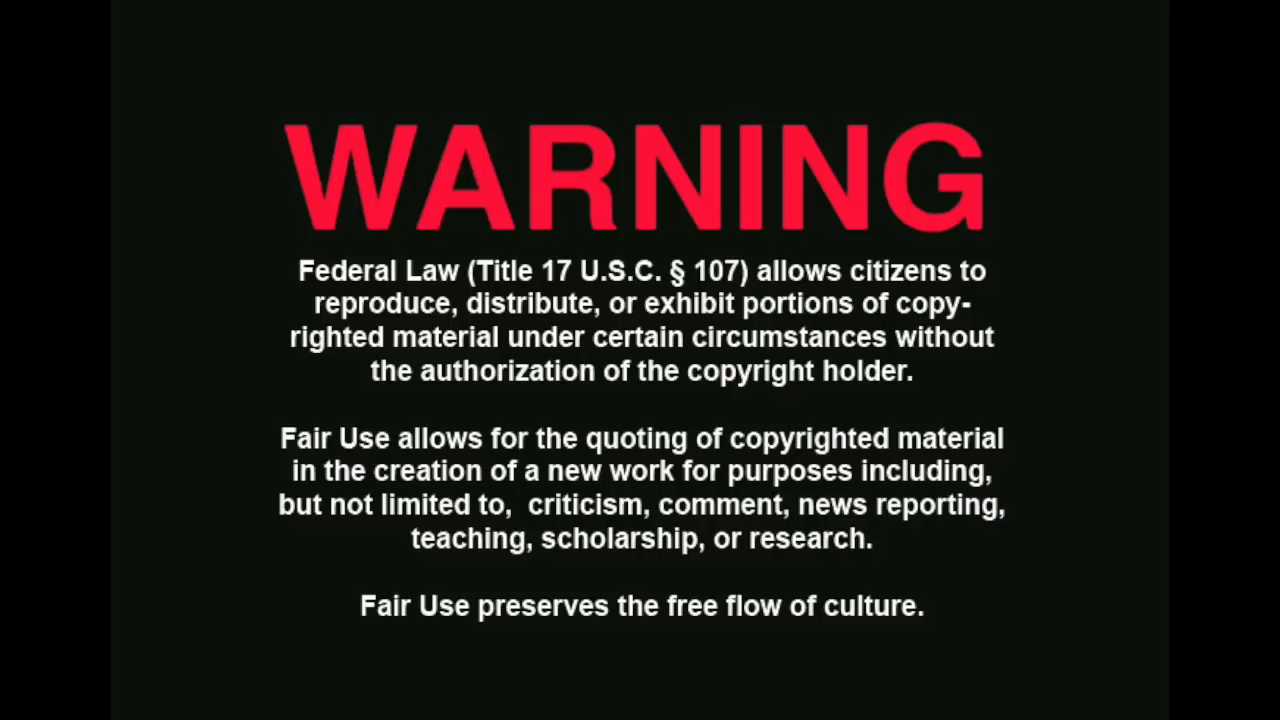 WARNING
Federal Law (Title 17 U.S.C. § 107) allows citizens to
reproduce, distribute, or exhibit portions of copy-
righted material under certain circumstances without
the authorization of the copyright holder.
Fair Use allows for the quoting of copyrighted material
in the creation of a new work for purposes including,
but not limited to,  criticism, comment, news reporting,
teaching, scholarship, or research.
Fair Use preserves the free flow of culture.